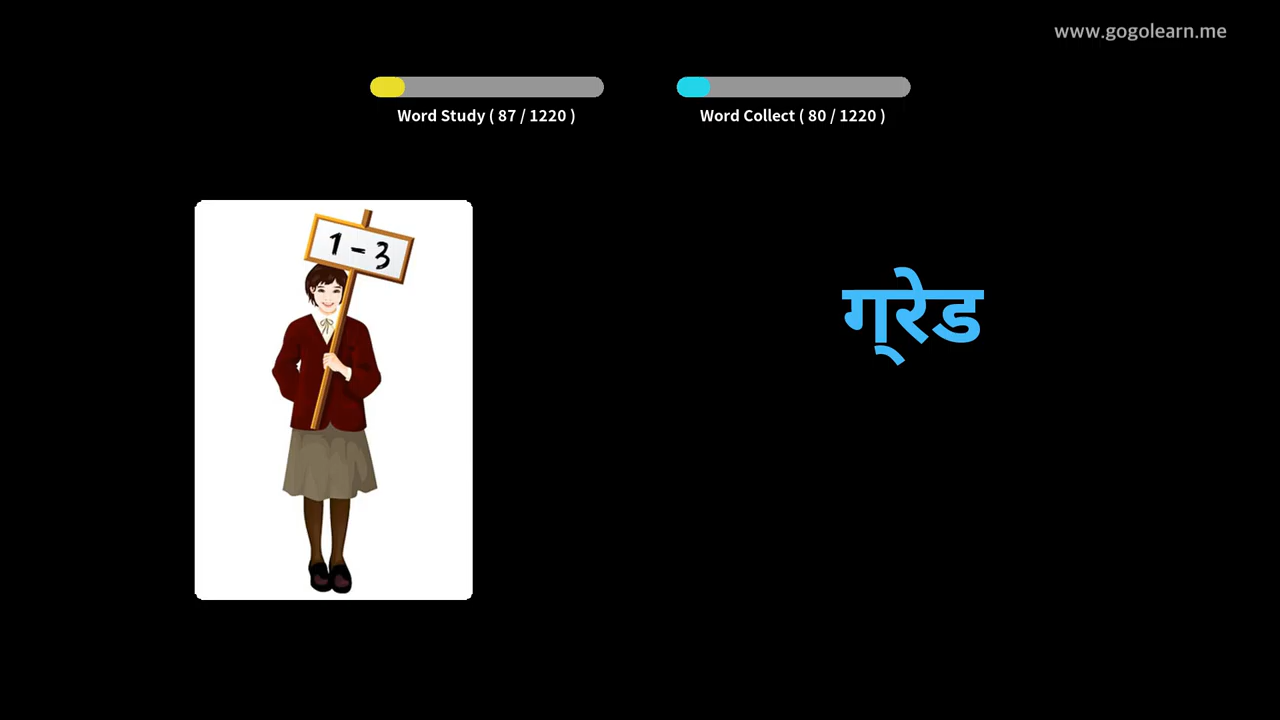 www.gogolearn.me
Word Study ( 87 / 1220 )
Word Collect ( 80 / 1220 )
1 - 3
ग्रेड